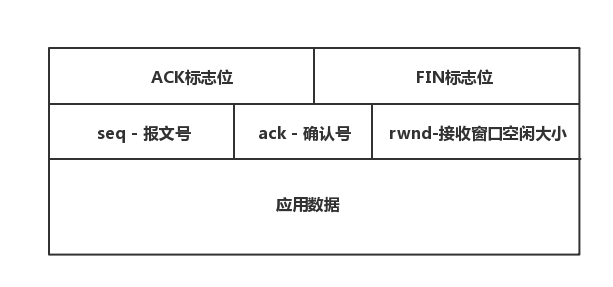 ACK标志位
FIN标志位
seq - 报文号
ack - 确认号
rwnd-接收窗口空闲大小
应用数据